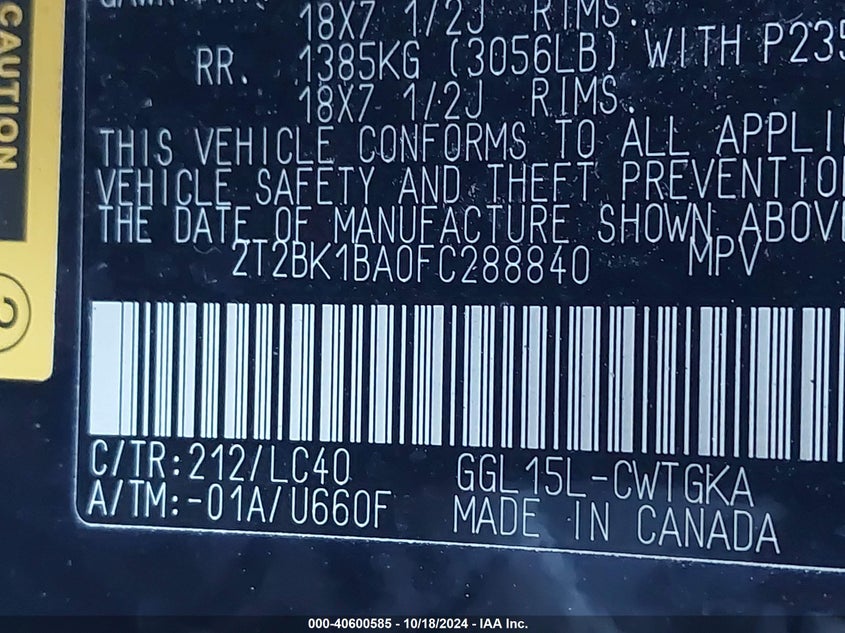 18X7 1/2J RIMS.
RR. 1385KG (3056LB) WITH P235
18X7 1/2J RIMS.
THIS VEHICLE CONFORMS TO ALL APPLI
VEHICLE SAFETY AND THEFT PREVENTIO
THE DATE OF MANUFACTURE SHOWN ABOVE
2T2BK1BA0FC288840 MPV
C/TR:212/LC40 GGL15L-CWTGKA
A/TM:-01A/U660F MADE IN CANADA
CAUTION
2
000-40600585 - 10/18/2024 - IAA Inc.